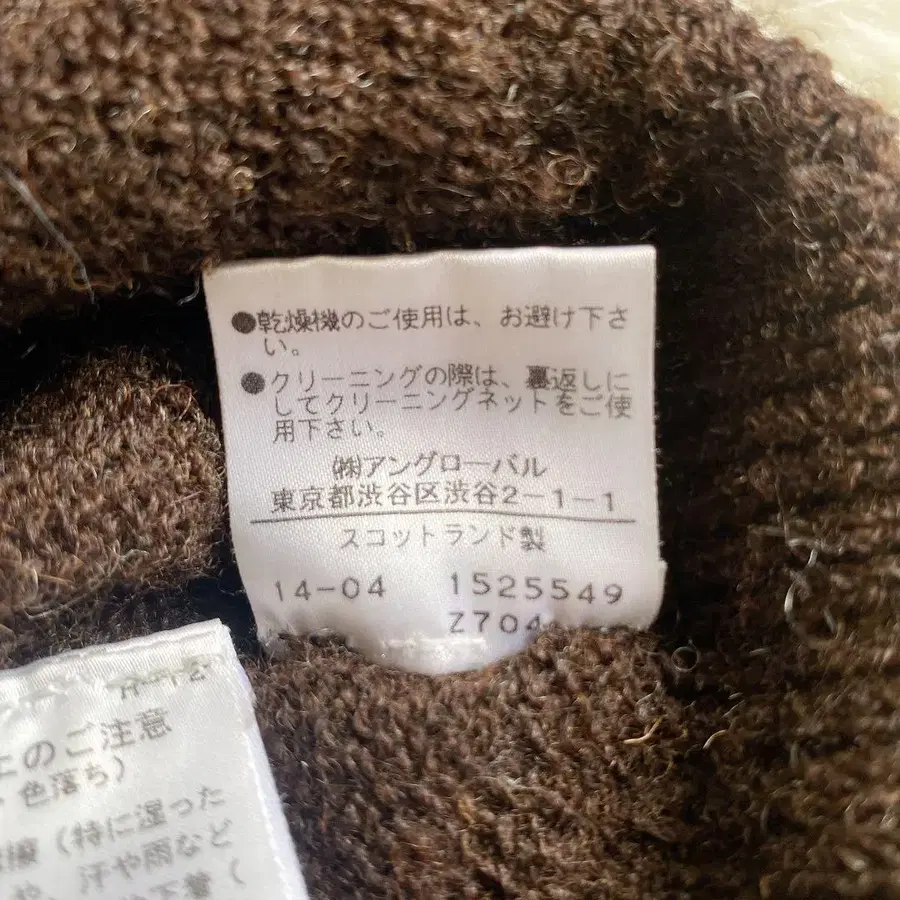 ●乾燥機のご使用は、お避け下さ
い。
●クリーニングの際は、裏返しに
してクリーニングネットをご使
用下さい。
㈱アングローバル
東京都渋谷区渋谷2-1-1
スコットランド製
14-04 1525549
Z704
のご注意
色落ち)
(特に湿った
や、汗や雨など